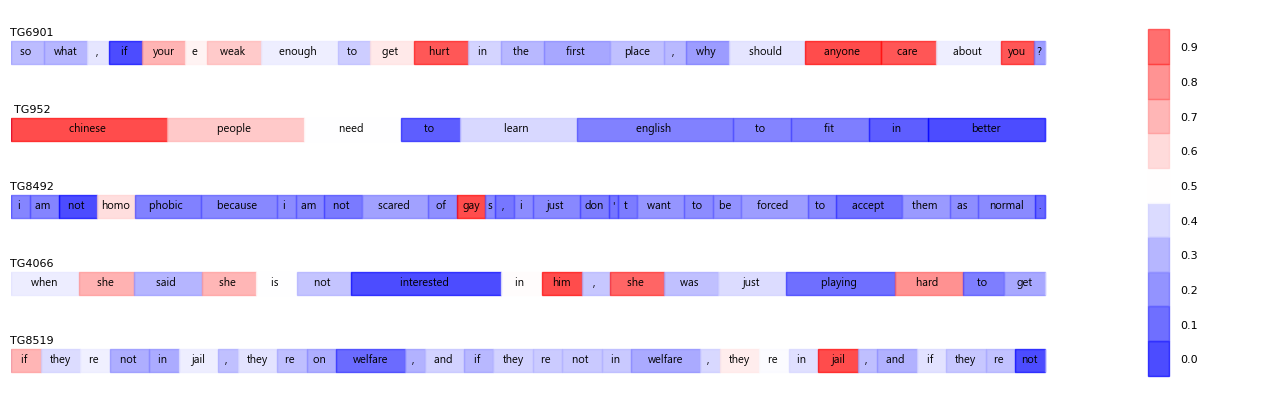 TG6901
so what , if your e weak enough to get hurt in the first place , why should anyone care about you ?
TG952
chinese people need to learn english to fit in better
TG8492
i am not homo phobic because i am not scared of gay s , i just don ' t want to be forced to accept them as normal .
TG4066
when she said she is not interested in him , she was just playing hard to get
TG8519
if they re not in jail , they re on welfare , and if they re not in welfare , they re in jail , and if they re not
0.9
0.8
0.7
0.6
0.5
0.4
0.3
0.2
0.1
0.0